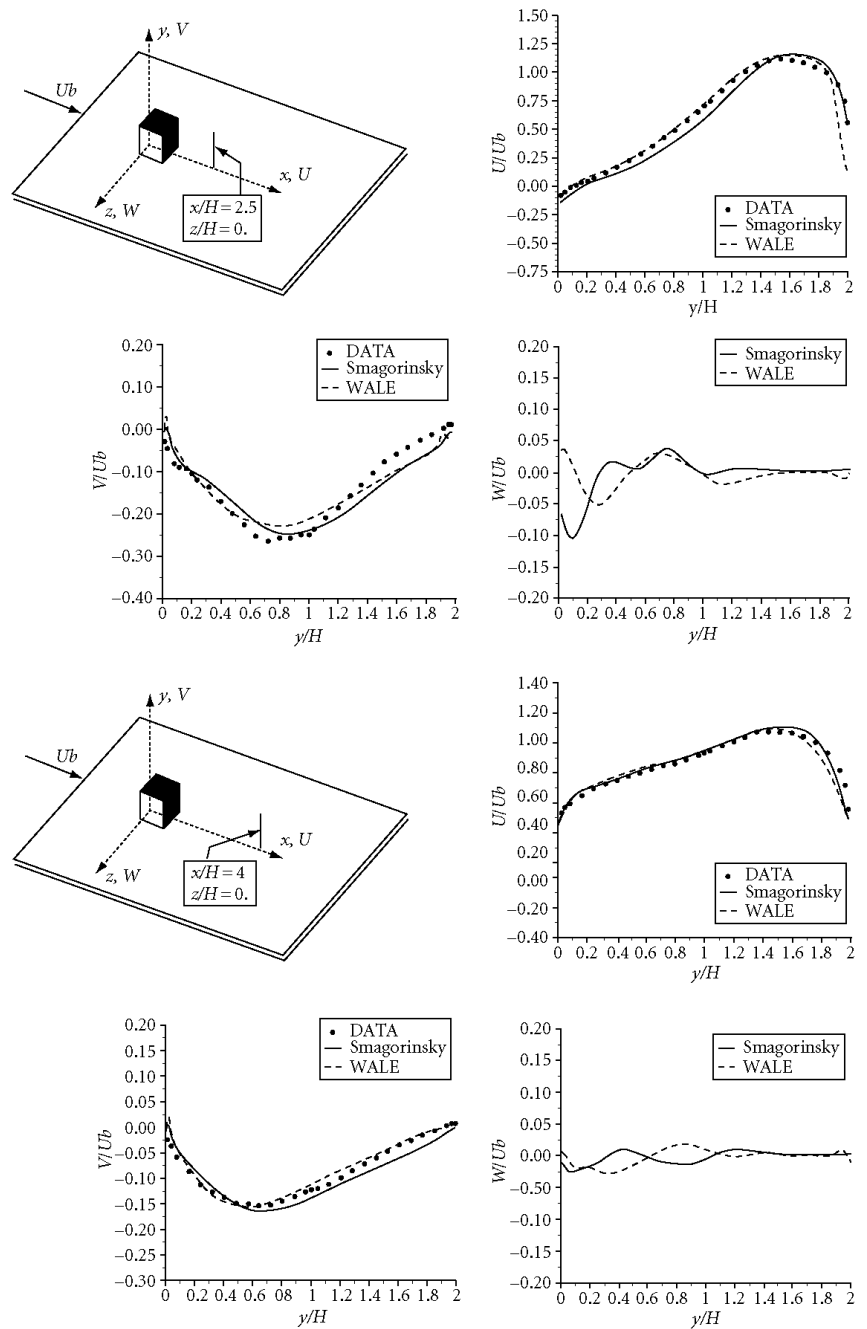 y, V
Ub
x, U
z, W
x/H = 2.5
z/H = 0.
1.50
1.25
1.00
0.75
0.50
0.25
0.00
−0.25
−0.50
−0.75
U/Ub
DATA
Smagorinsky
WALE
0 0.2 0.4 0.6 0.8 1 1.2 1.4 1.6 1.8 2
y/H
0.20
0.10
0.00
−0.10
−0.20
−0.30
−0.40
V/Ub
DATA
Smagorinsky
WALE
0 0.2 0.4 0.6 0.8 1 1.2 1.4 1.6 1.8 2
y/H
0.20
0.15
0.10
0.05
0.00
−0.05
−0.10
−0.15
−0.20
W/Ub
Smagorinsky
WALE
0 0.2 0.4 0.6 0.8 1 1.2 1.4 1.6 1.8 2
y/H
y, V
Ub
x, U
z, W
x/H = 4
z/H = 0.
1.40
1.20
1.00
0.80
0.60
0.40
0.20
0.00
−0.20
−0.40
U/Ub
DATA
Smagorinsky
WALE
0 0.2 0.4 0.6 0.8 1 1.2 1.4 1.6 1.8 2
y/H
0.20
0.15
0.10
0.05
0.00
−0.05
−0.10
−0.15
−0.20
−0.25
−0.30
V/Ub
DATA
Smagorinsky
WALE
0 0.2 0.4 0.6 0.8 1 1.2 1.4 1.6 1.8 2
y/H
0.20
0.15
0.10
0.05
0.00
−0.05
−0.10
−0.15
−0.20
W/Ub
Smagorinsky
WALE
0 0.2 0.4 0.6 0.8 1 1.2 1.4 1.6 1.8 2
y/H